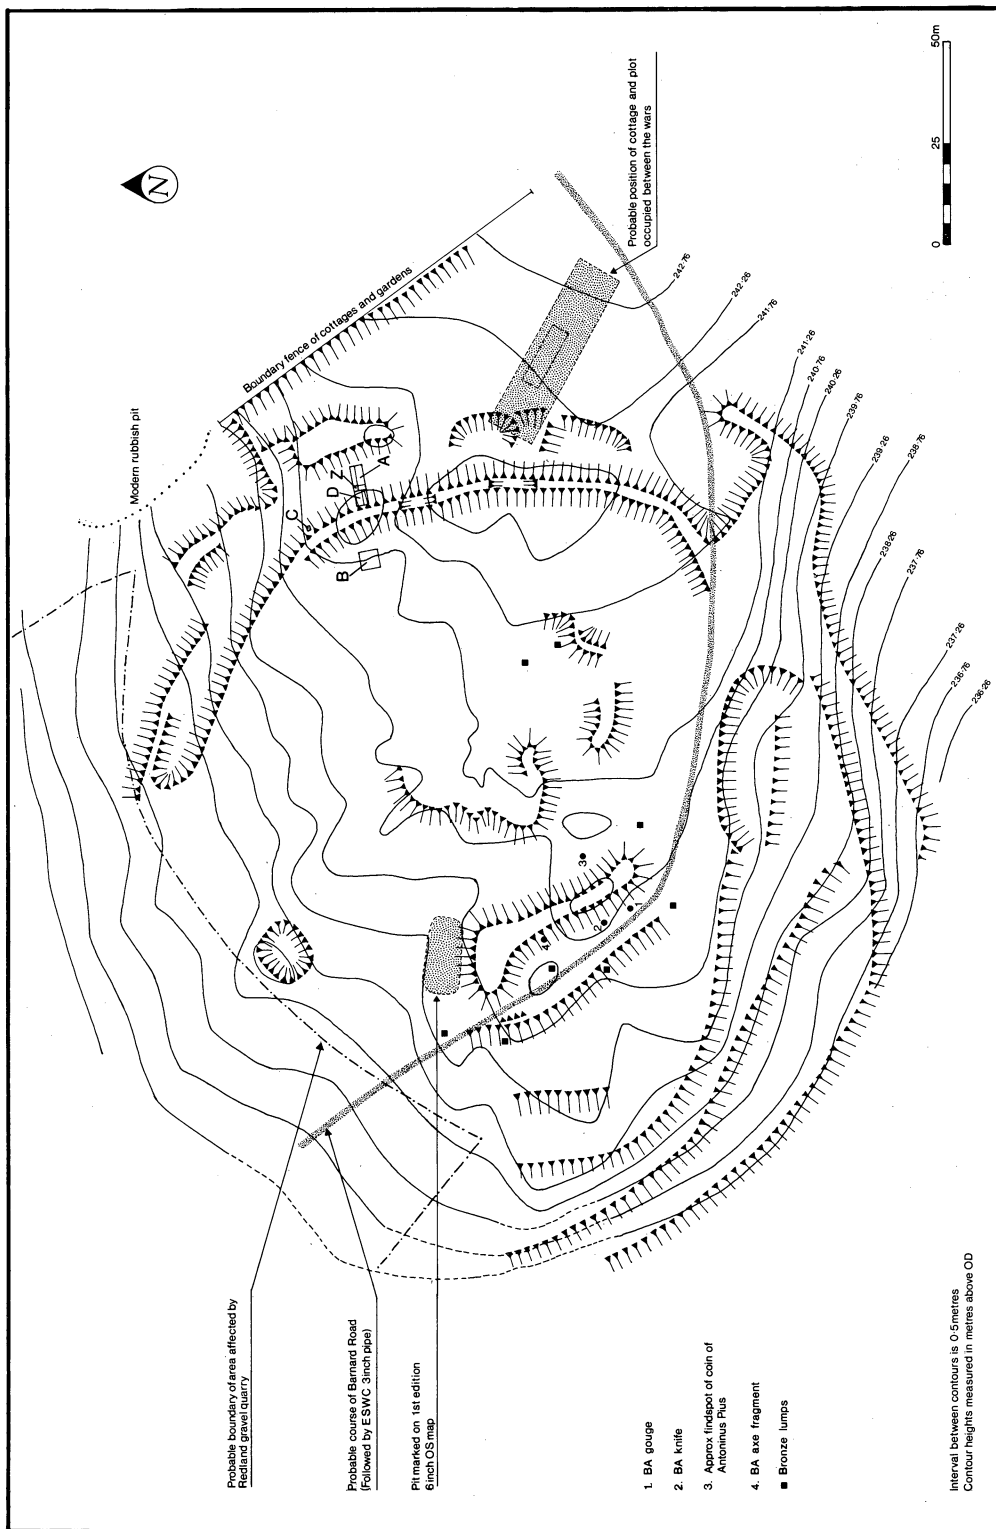 Probable boundary of area affected by
Redland gravel quarry
Probable course of Barnard Road
(Followed by ESWC 3inch pipe)
Pit marked on 1st edition
6inch OS map
1. BA gouge
2. BA knife
3. Approx findspot of coin of
Antoninus Pius
4. BA axe fragment
■ Bronze lumps
Interval between contours is 0·5metres
Contour heights measured in metres above OD
Modern rubbish pit
Boundary fence of cottages and gardens
N
Probable position of cottage and plot
occupied between the wars
C
D
Z
A
B
4
2
1
3
242·76
242·26
241·76
241·26
240·76
240·26
239·76
239·26
238·76
238·26
237·76
237·26
236·76
236·26
0
25
50m